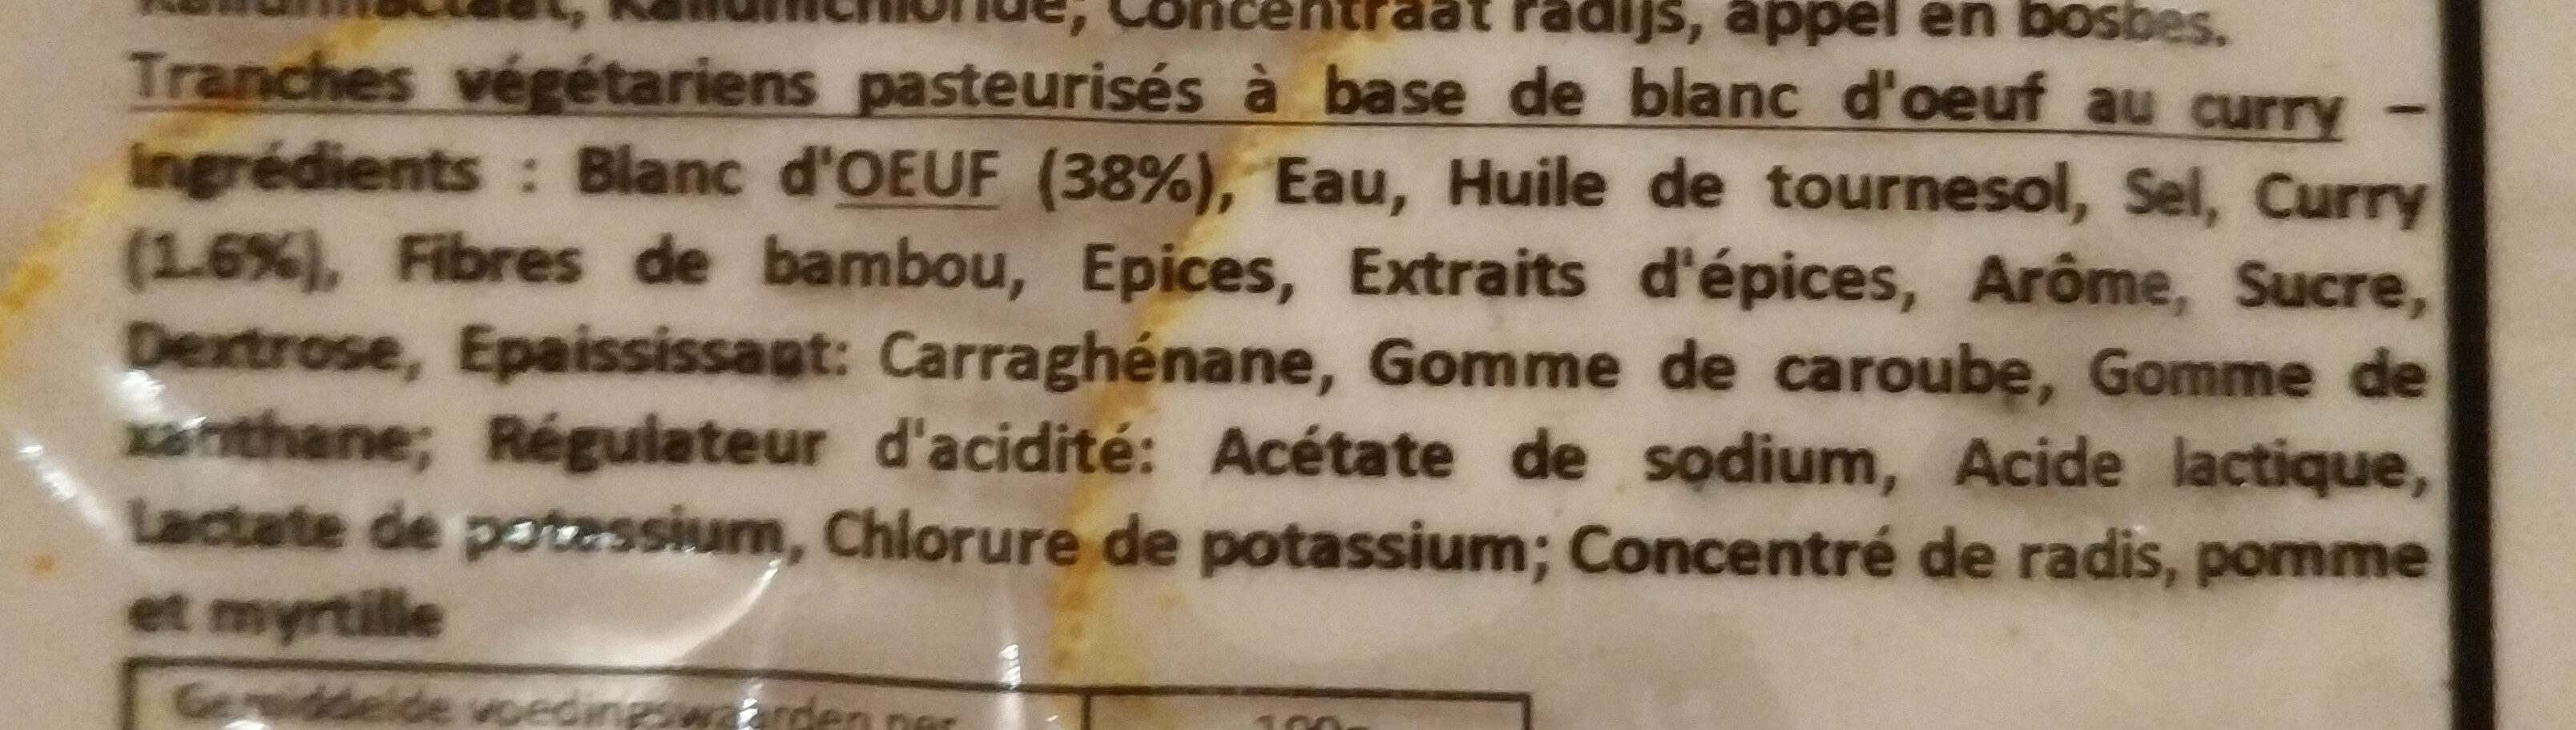 Kaliumchloride; Concentraat radijs, appel en bosbes.
Tranches végétariens pasteurisés à base de blanc d'oeuf au curry –
Ingrédients : Blanc d'OEUF (38%), Eau, Huile de tournesol, Sel, Curry
(1.6%), Fibres de bambou, Epices, Extraits d'épices, Arôme, Sucre,
Dextrose, Epaississant: Carraghénane, Gomme de caroube, Gomme de
xanthane; Régulateur d'acidité: Acétate de sodium, Acide lactique,
Lactate de potassium, Chlorure de potassium; Concentré de radis, pomme
et myrtille
Gemiddelde voedingswaarden per